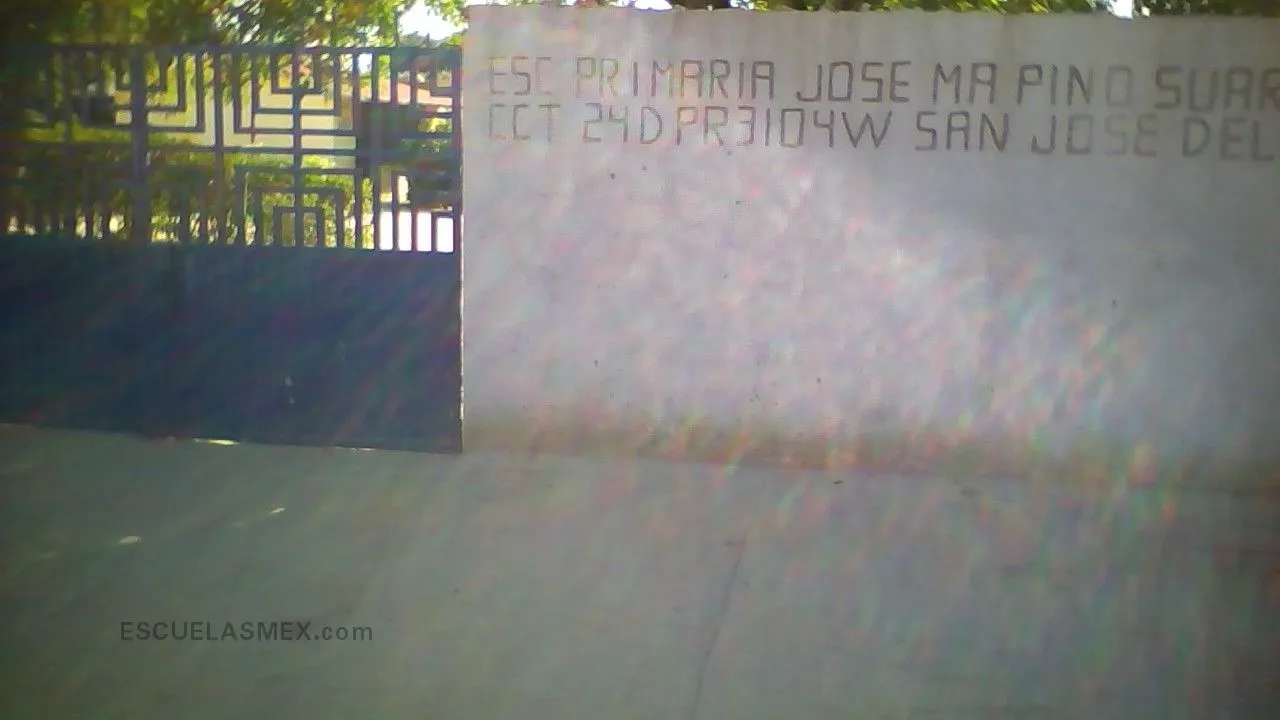 ESC PRIMARIA JOSE MA PINO SUAR
CCT 24DPR3104W SAN JOSE DEL
ESCUELASMEX.com